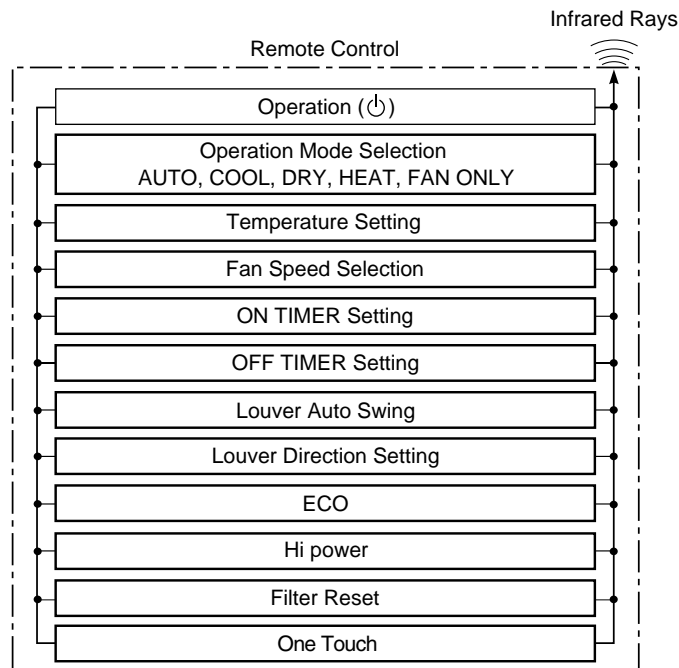 Infrared Rays
Remote Control
Operation (⏻)
Operation Mode Selection
AUTO, COOL, DRY, HEAT, FAN ONLY
Temperature Setting
Fan Speed Selection
ON TIMER Setting
OFF TIMER Setting
Louver Auto Swing
Louver Direction Setting
ECO
Hi power
Filter Reset
One Touch